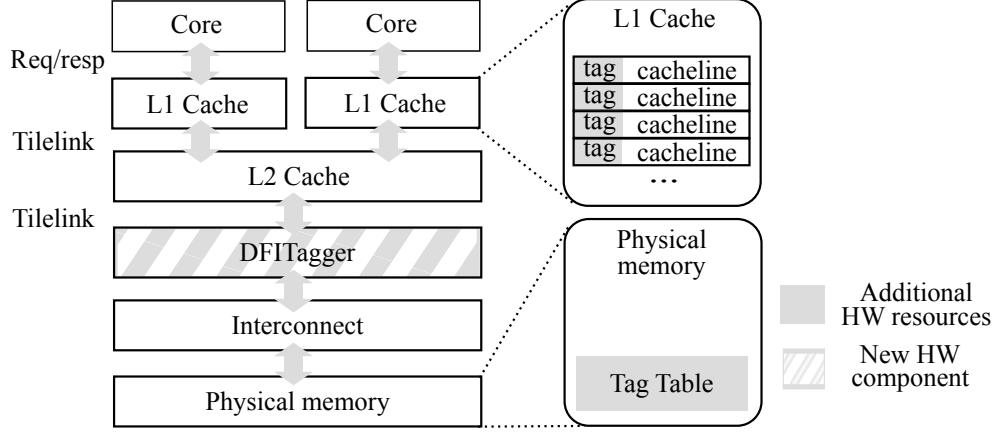 Core
Core
Req/resp
L1 Cache
L1 Cache
Tilelink
L2 Cache
Tilelink
DFITagger
Interconnect
Physical memory
L1 Cache
tag cacheline
tag cacheline
tag cacheline
tag cacheline
...
Physical
memory
Tag Table
Additional
HW resources
New HW
component